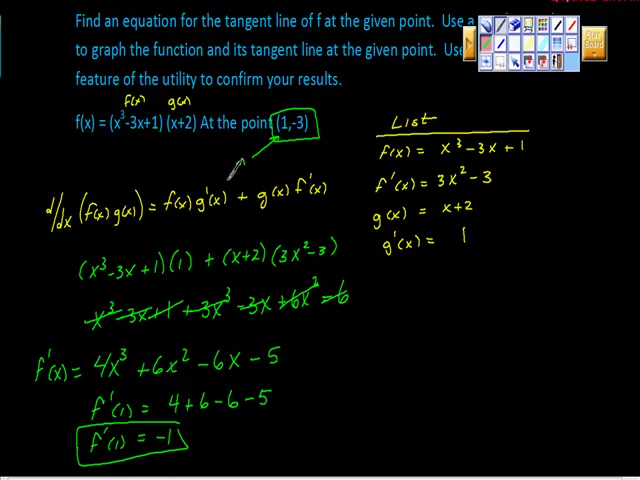 Find an equation for the tangent line of f at the given point. Use a
to graph the function and its tangent line at the given point. Use
feature of the utility to confirm your results.
f(x) g(x)
f(x) = (x³-3x+1) (x+2) At the point (1,-3)
d/dx (f(x) g(x)) = f(x) g'(x) + g(x) f'(x)
(x³-3x+1)(1) + (x+2)(3x²-3)
x³ - 3x + 1 + 3x³ - 3x + 6x² - 6
f'(x) = 4x³ + 6x² - 6x - 5
f'(1) = 4 + 6 - 6 - 5
f'(1) = -1
List
f(x) = x³ - 3x + 1
f'(x) = 3x² - 3
g(x) = x+2
g'(x) = 1
Start
Board